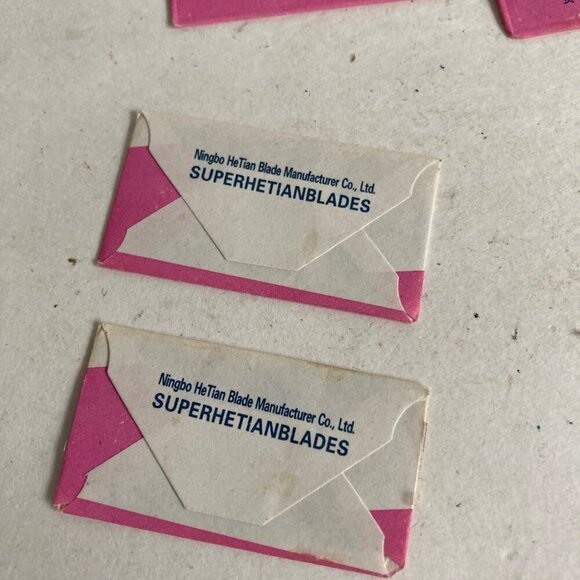 Ningbo HeTian Blade Manufacturer Co., Ltd.
SUPERHETIANBLADES
Ningbo HeTian Blade Manufacturer Co., Ltd.
SUPERHETIANBLADES